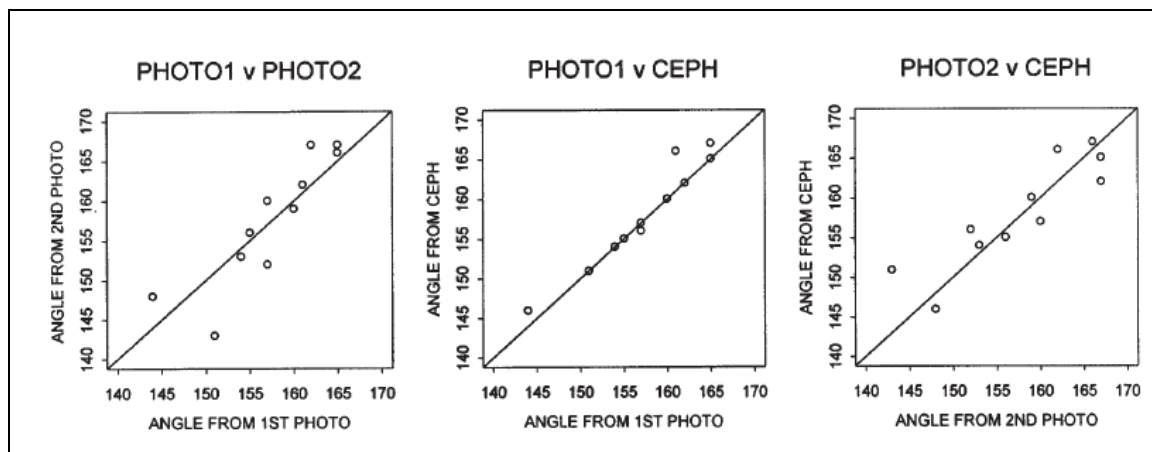 PHOTO1 v PHOTO2
ANGLE FROM 2ND PHOTO
170
165
160
155
150
145
140
140 145 150 155 160 165 170
ANGLE FROM 1ST PHOTO
PHOTO1 v CEPH
ANGLE FROM CEPH
170
165
160
155
150
145
140
140 145 150 155 160 165 170
ANGLE FROM 1ST PHOTO
PHOTO2 v CEPH
ANGLE FROM CEPH
170
165
160
155
150
145
140
140 145 150 155 160 165 170
ANGLE FROM 2ND PHOTO